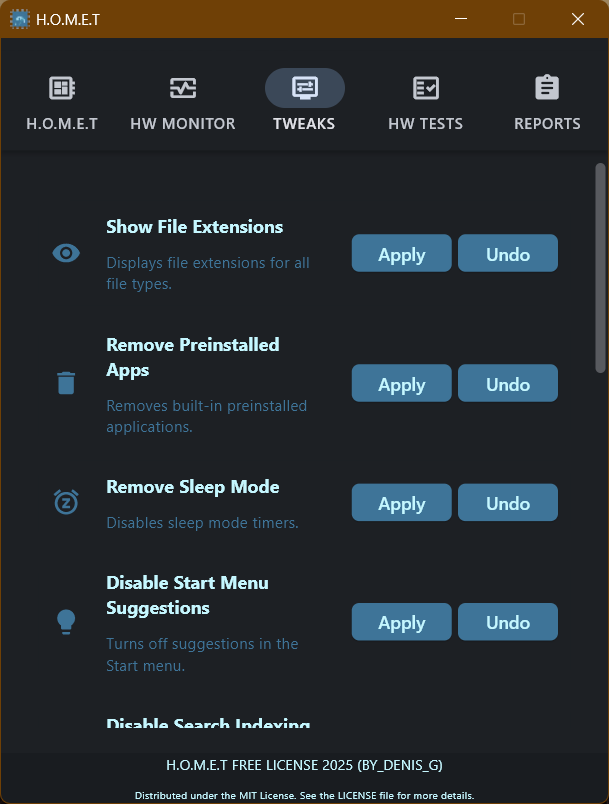 H.O.M.E.T
H.O.M.E.T
HW MONITOR
TWEAKS
HW TESTS
REPORTS
Show File Extensions
Displays file extensions for all
file types.
Apply
Undo
Remove Preinstalled
Apps
Removes built-in preinstalled
applications.
Apply
Undo
Remove Sleep Mode
Disables sleep mode timers.
Apply
Undo
Disable Start Menu
Suggestions
Turns off suggestions in the
Start menu.
Apply
Undo
Disable Search Indexing
H.O.M.E.T FREE LICENSE 2025 (BY_DENIS_G)
Distributed under the MIT License. See the LICENSE file for more details.